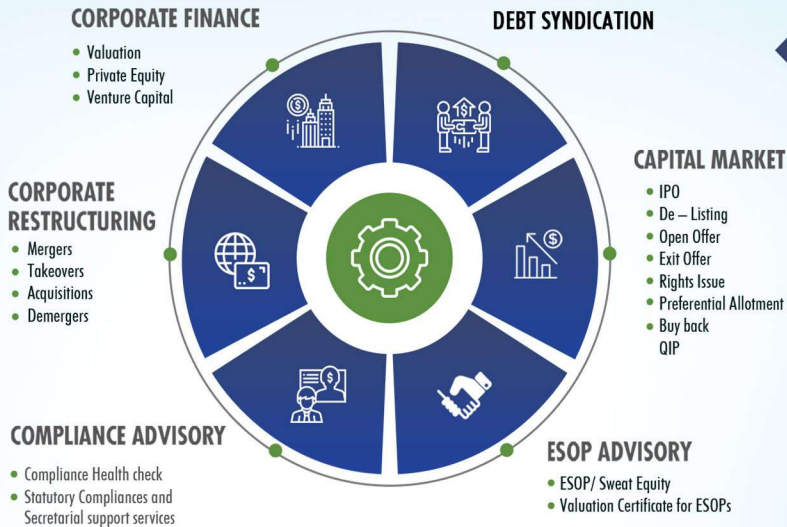 CORPORATE FINANCE
Valuation
Private Equity
Venture Capital
DEBT SYNDICATION
CAPITAL MARKET
IPO
De – Listing
Open Offer
Exit Offer
Rights Issue
Preferential Allotment
Buy back
QIP
CORPORATE
RESTRUCTURING
Mergers
Takeovers
Acquisitions
Demergers
COMPLIANCE ADVISORY
Compliance Health check
Statutory Compliances and
Secretarial support services
ESOP ADVISORY
ESOP/ Sweat Equity
Valuation Certificate for ESOPs